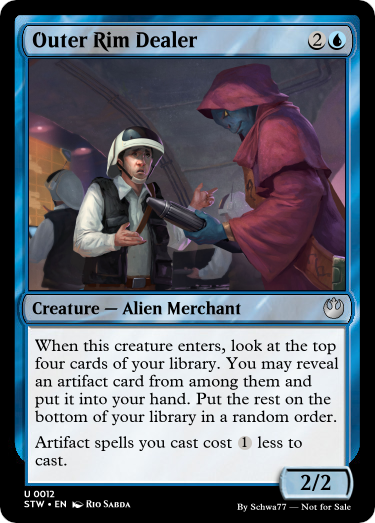 Outer Rim Dealer 2
Creature — Alien Merchant
When this creature enters, look at the top
four cards of your library. You may reveal
an artifact card from among them and
put it into your hand. Put the rest on the
bottom of your library in a random order.
Artifact spells you cast cost 1 less to
cast.
2/2
U 0012
STW • EN Rio Sabda
By Schwa77 — Not for Sale